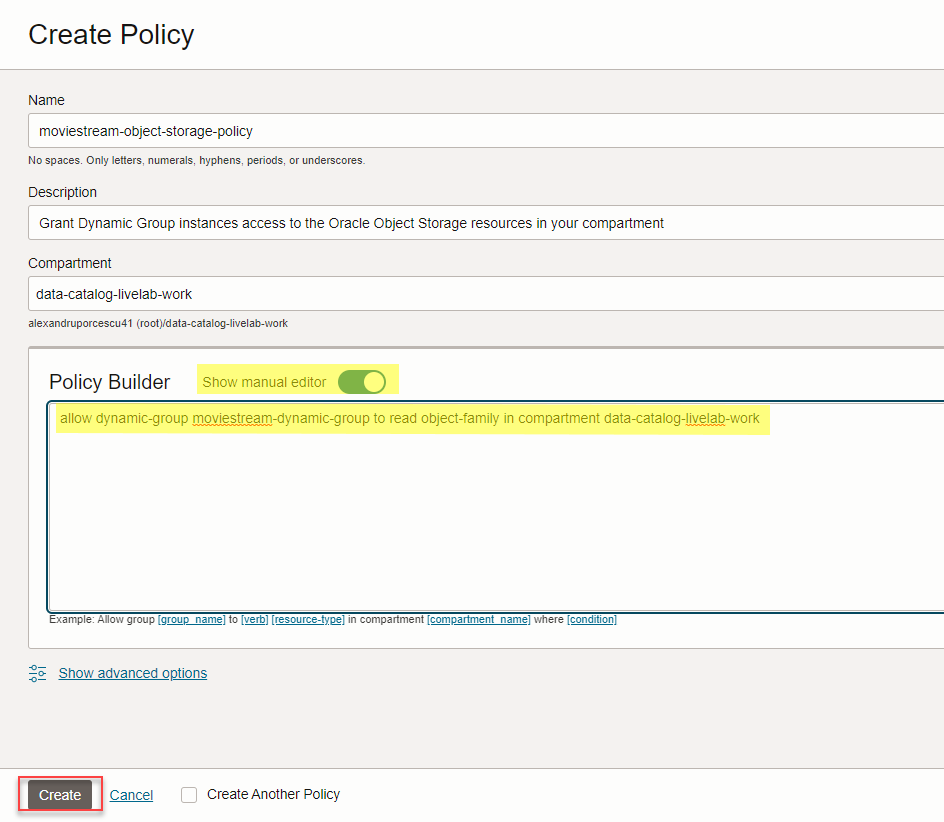 Create Policy
Name
moviestream-object-storage-policy
No spaces. Only letters, numerals, hyphens, periods, or underscores.
Description
Grant Dynamic Group instances access to the Oracle Object Storage resources in your compartment
Compartment
data-catalog-livelab-work
alexandruporcescu41 (root)/data-catalog-livelab-work
Policy Builder Show manual editor
allow dynamic-group moviestream-dynamic-group to read object-family in compartment data-catalog-livelab-work
Example: Allow group [group_name] to [verb] [resource-type] in compartment [compartment_name] where [condition]
Show advanced options
Create Cancel Create Another Policy